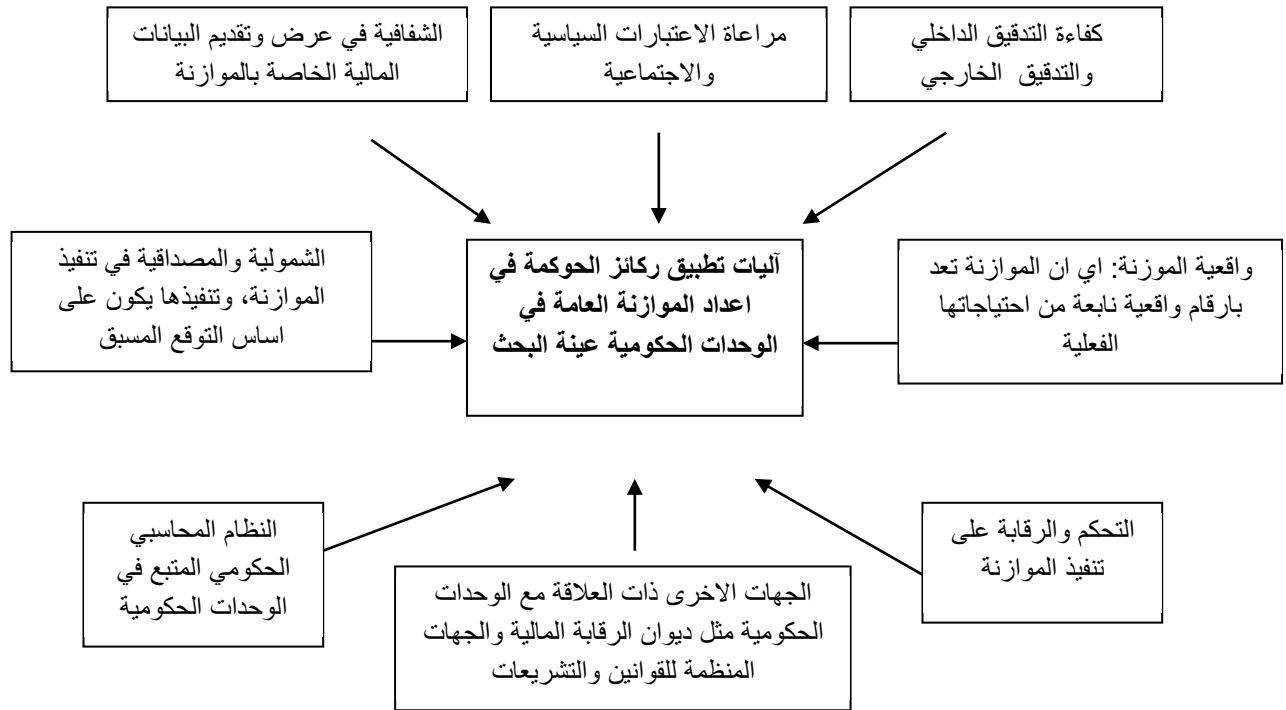 كفاءة التدقيق الداخلي
والتدقيق الخارجي
مراعاة الاعتبارات السياسية
والاجتماعية
الشفافية في عرض وتقديم البيانات
المالية الخاصة بالموازنة
واقعية الموزنة: اي ان الموازنة تعد
بارقام واقعية نابعة من احتياجاتها
الفعلية
آليات تطبيق ركائز الحوكمة في
اعداد الموازنة العامة في
الوحدات الحكومية عينة البحث
الشمولية والمصداقية في تنفيذ
الموازنة، وتنفيذها يكون على
اساس التوقع المسبق
التحكم والرقابة على
تنفيذ الموازنة
الجهات الاخرى ذات العلاقة مع الوحدات
الحكومية مثل ديوان الرقابة المالية والجهات
المنظمة للقوانين والتشريعات
النظام المحاسبي
الحكومي المتبع في
الوحدات الحكومية